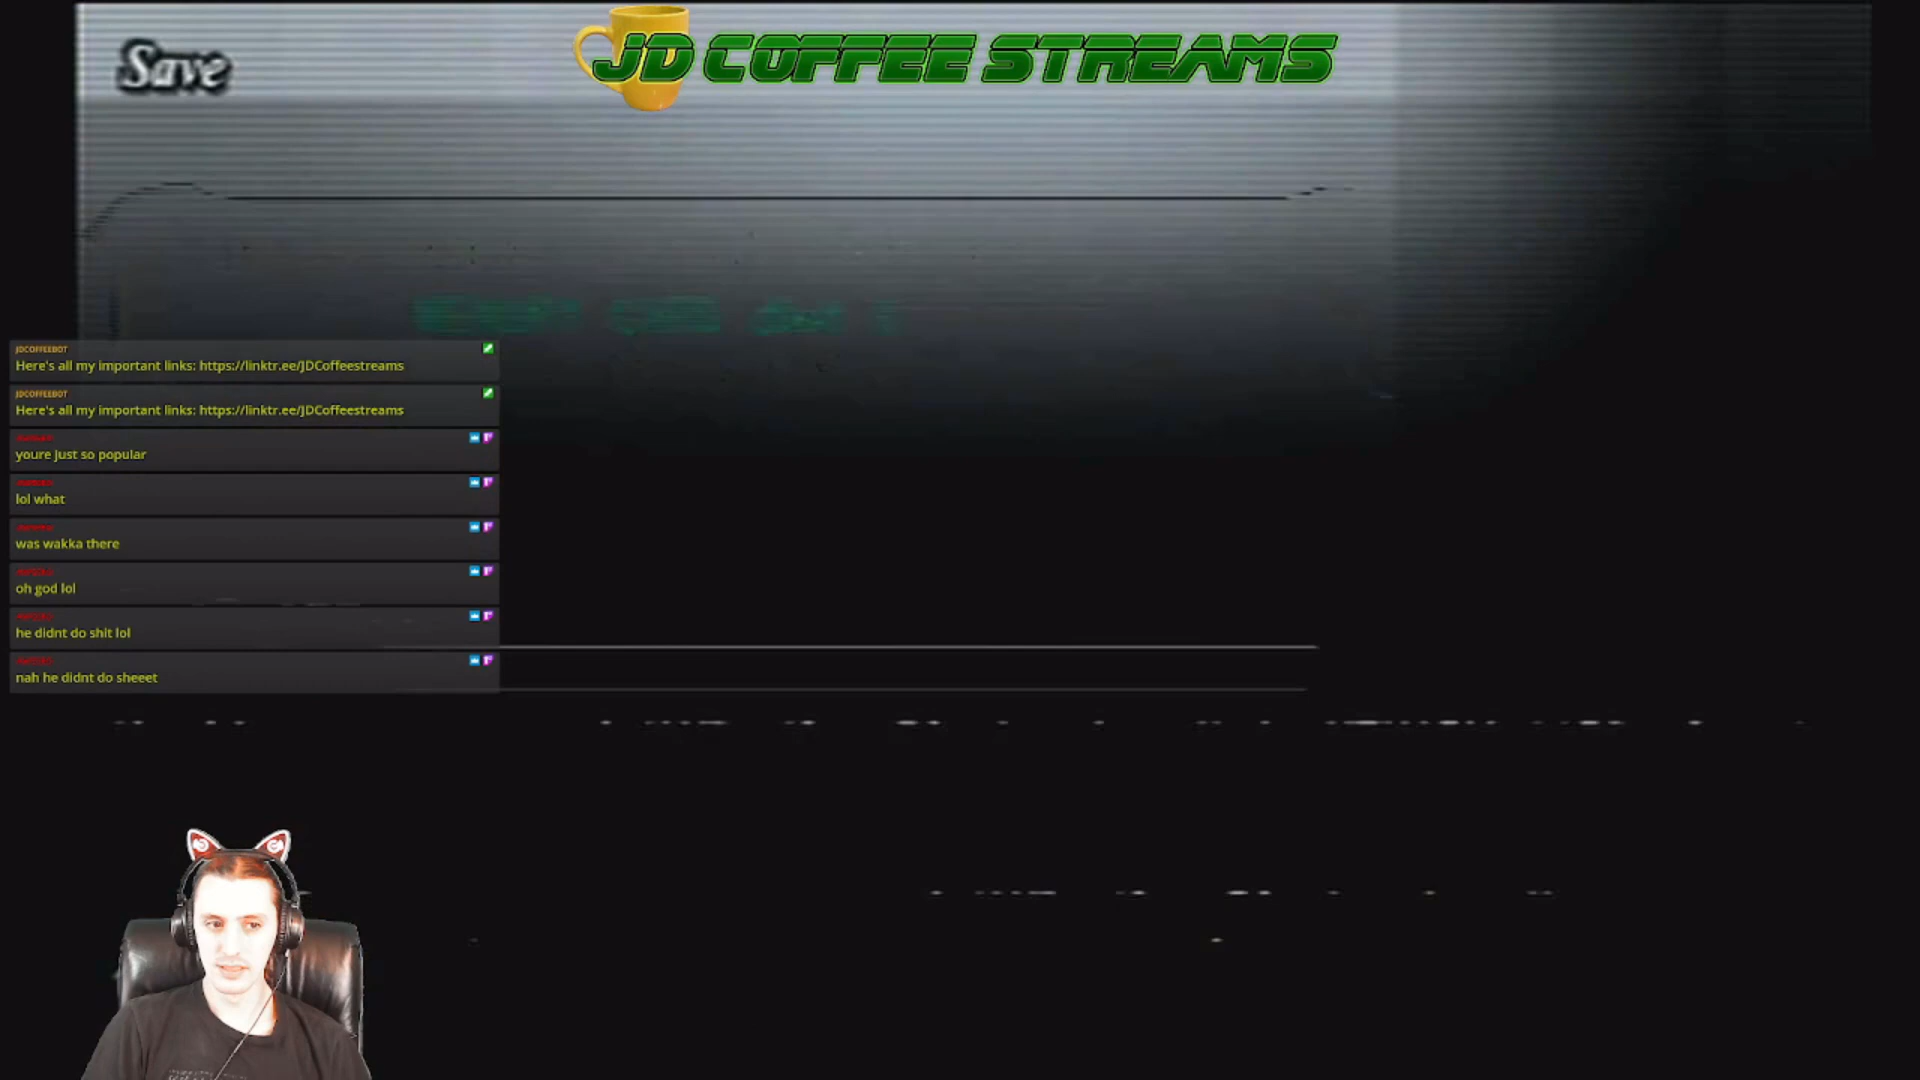 Save
JD COFFEE STREAMS
JDCOFFEEBOT
Here's all my important links: https://linktr.ee/JDCoffeestreams
JDCOFFEEBOT
Here's all my important links: https://linktr.ee/JDCoffeestreams
youre just so popular
lol what
was wakka there
oh god lol
he didnt do shit lol
nah he didnt do sheeet